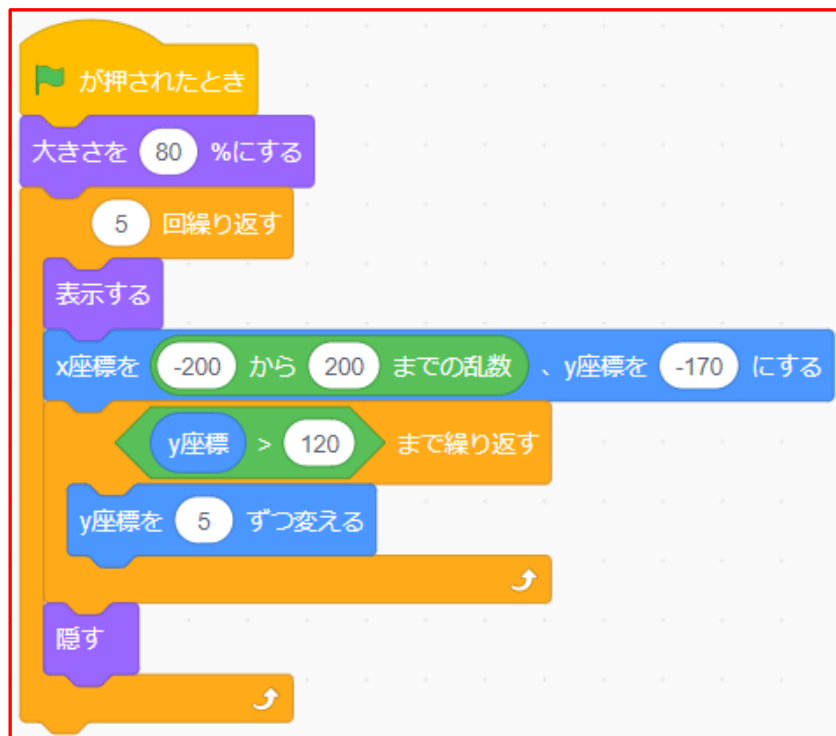 が押されたとき
大きさを 80 %にする
5 回繰り返す
表示する
x座標を -200 から 200 までの乱数 、y座標を -170 にする
y座標 > 120 まで繰り返す
y座標を 5 ずつ変える
隠す